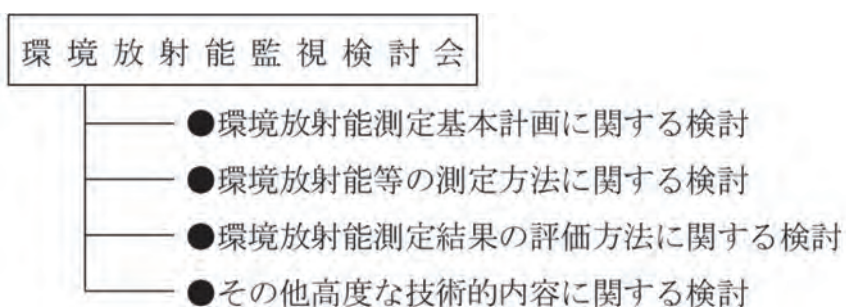 環境放射能監視検討会
●環境放射能測定基本計画に関する検討
●環境放射能等の測定方法に関する検討
●環境放射能測定結果の評価方法に関する検討
●その他高度な技術的内容に関する検討